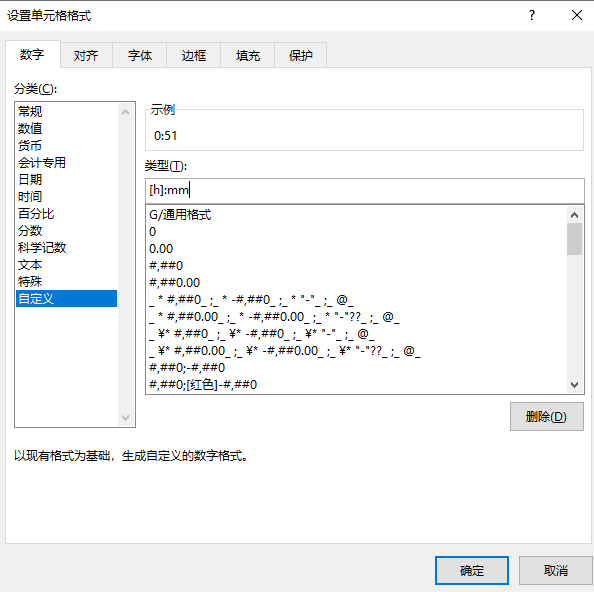 设置单元格格式
?
数字 对齐 字体 边框 填充 保护
分类(C):
常规
数值
货币
会计专用
日期
时间
百分比
分数
科学记数
文本
特殊
自定义
示例
0:51
类型(T):
[h]:mm
G/通用格式
0
0.00
#,##0
#,##0.00
_ * #,##0_ ;_ * -#,##0_ ;_ * "-"_ ;_ @_
_ * #,##0.00_ ;_ * -#,##0.00_ ;_ * "-"??_ ;_ @_
_ ¥* #,##0_ ;_ ¥* -#,##0_ ;_ ¥* "-"_ ;_ @_
_ ¥* #,##0.00_ ;_ ¥* -#,##0.00_ ;_ ¥* "-"??_ ;_ @_
#,##0;-#,##0
#,##0;[红色]-#,##0
删除(D)
以现有格式为基础，生成自定义的数字格式。
确定 取消